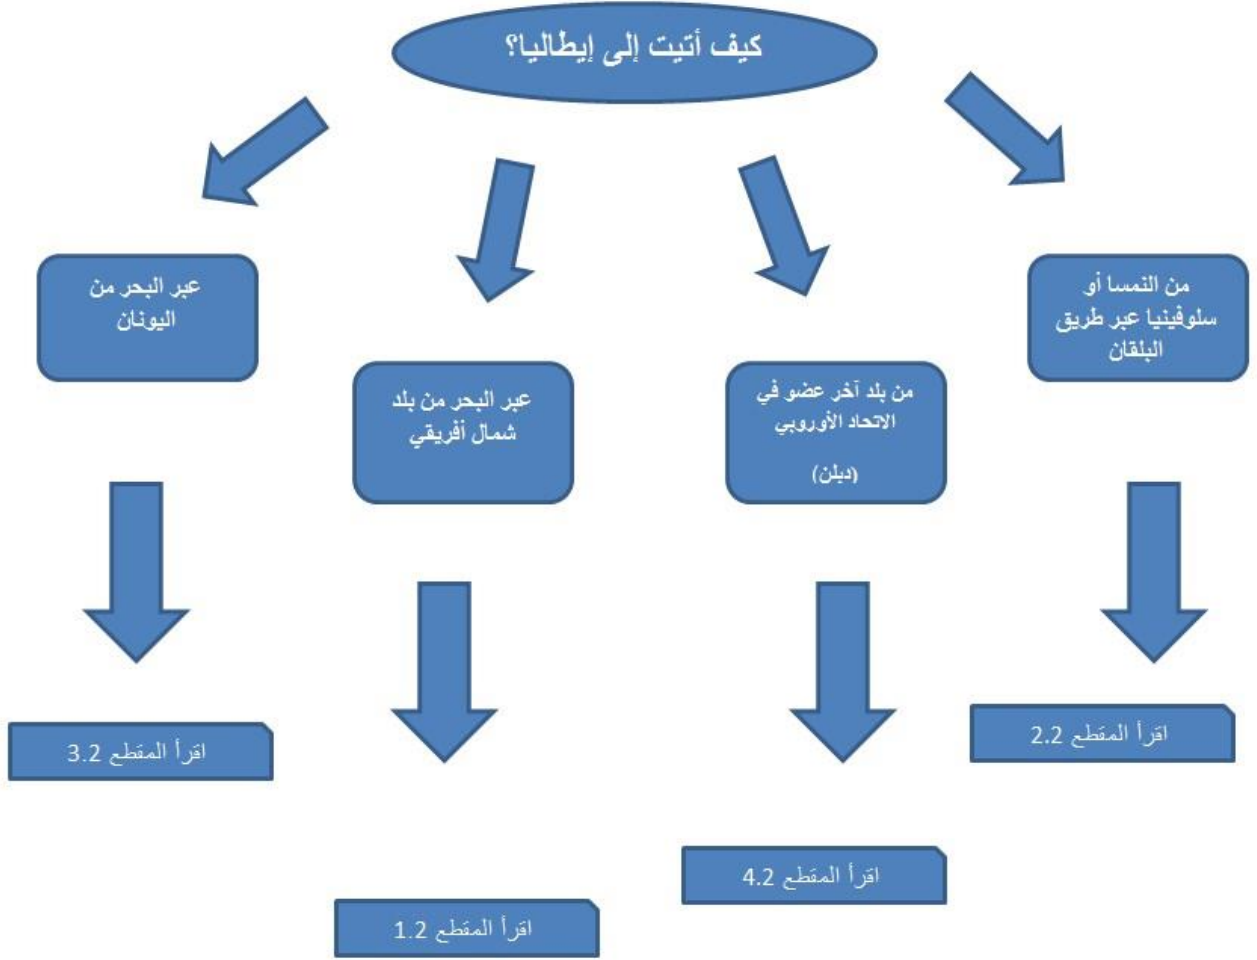 كيف أتيت إلى إيطاليا؟
من النمسا أو
سلوفينيا عبر طريق
البلقان
من بلد آخر عضو في
الاتحاد الأوروبي
(دبلن)
عبر البحر من بلد
شمال أفريقي
عبر البحر من
اليونان
اقرأ المقطع 2.2
اقرأ المقطع 4.2
اقرأ المقطع 1.2
اقرأ المقطع 3.2